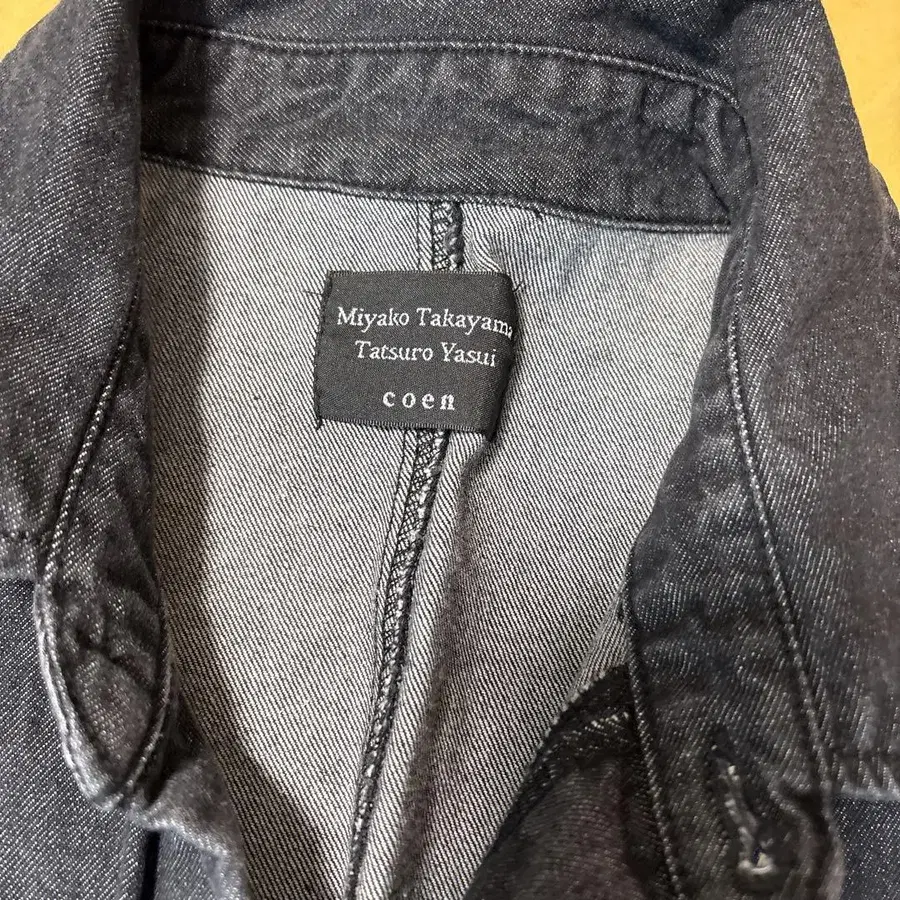 Miyako Takayama
Tatsuro Yasui
coen